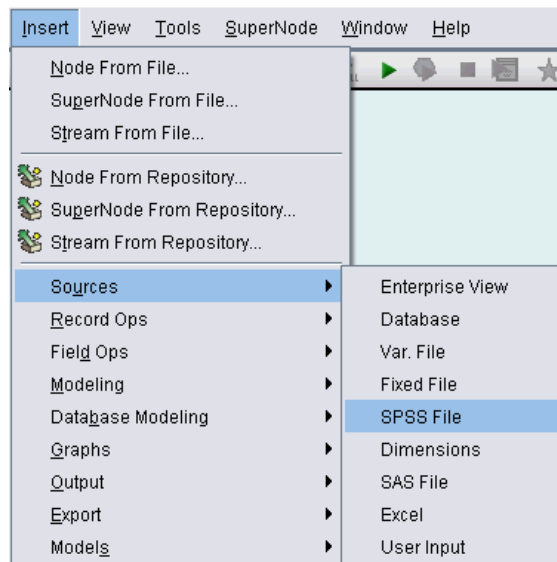 Insert View Tools SuperNode Window Help
Node From File...
SuperNode From File...
Stream From File...
Node From Repository...
SuperNode From Repository...
Stream From Repository...
Sources
Record Ops
Field Ops
Modeling
Database Modeling
Graphs
Output
Export
Models
Enterprise View
Database
Var. File
Fixed File
SPSS File
Dimensions
SAS File
Excel
User Input